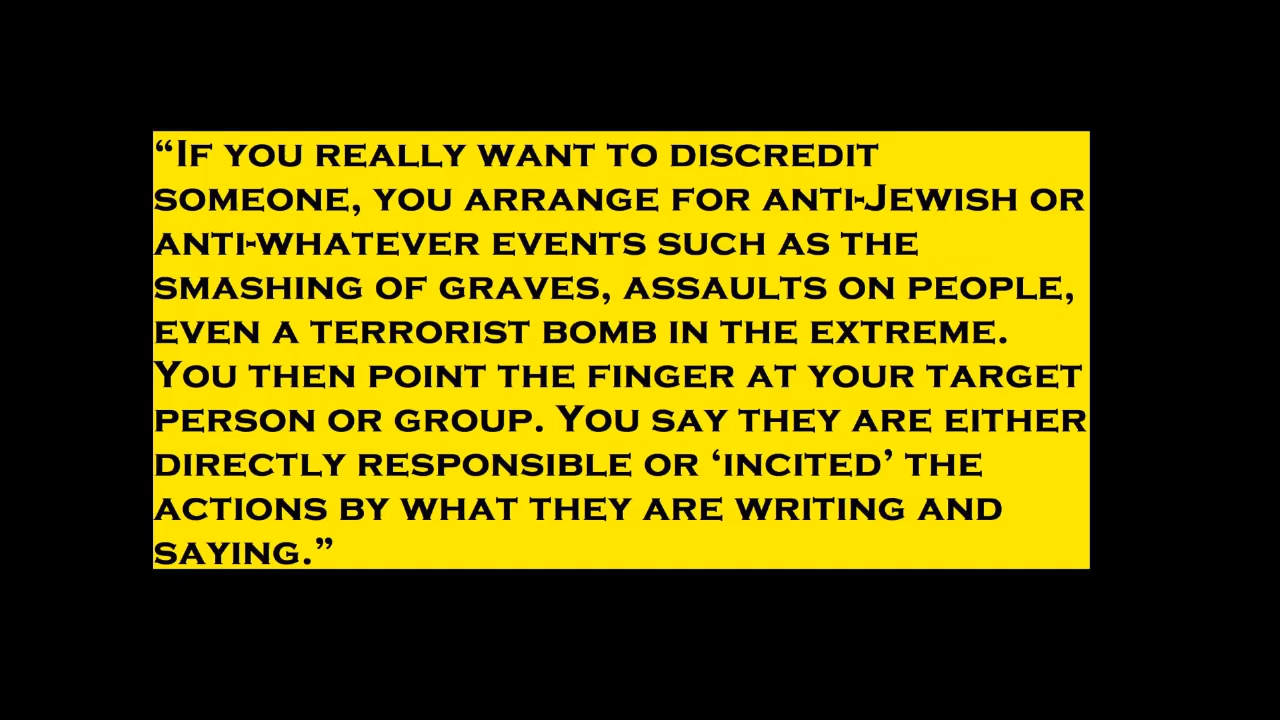 “If you really want to discredit
someone, you arrange for anti-Jewish or
anti-whatever events such as the
smashing of graves, assaults on people,
even a terrorist bomb in the extreme.
You then point the finger at your target
person or group. You say they are either
directly responsible or ‘incited’ the
actions by what they are writing and
saying.”